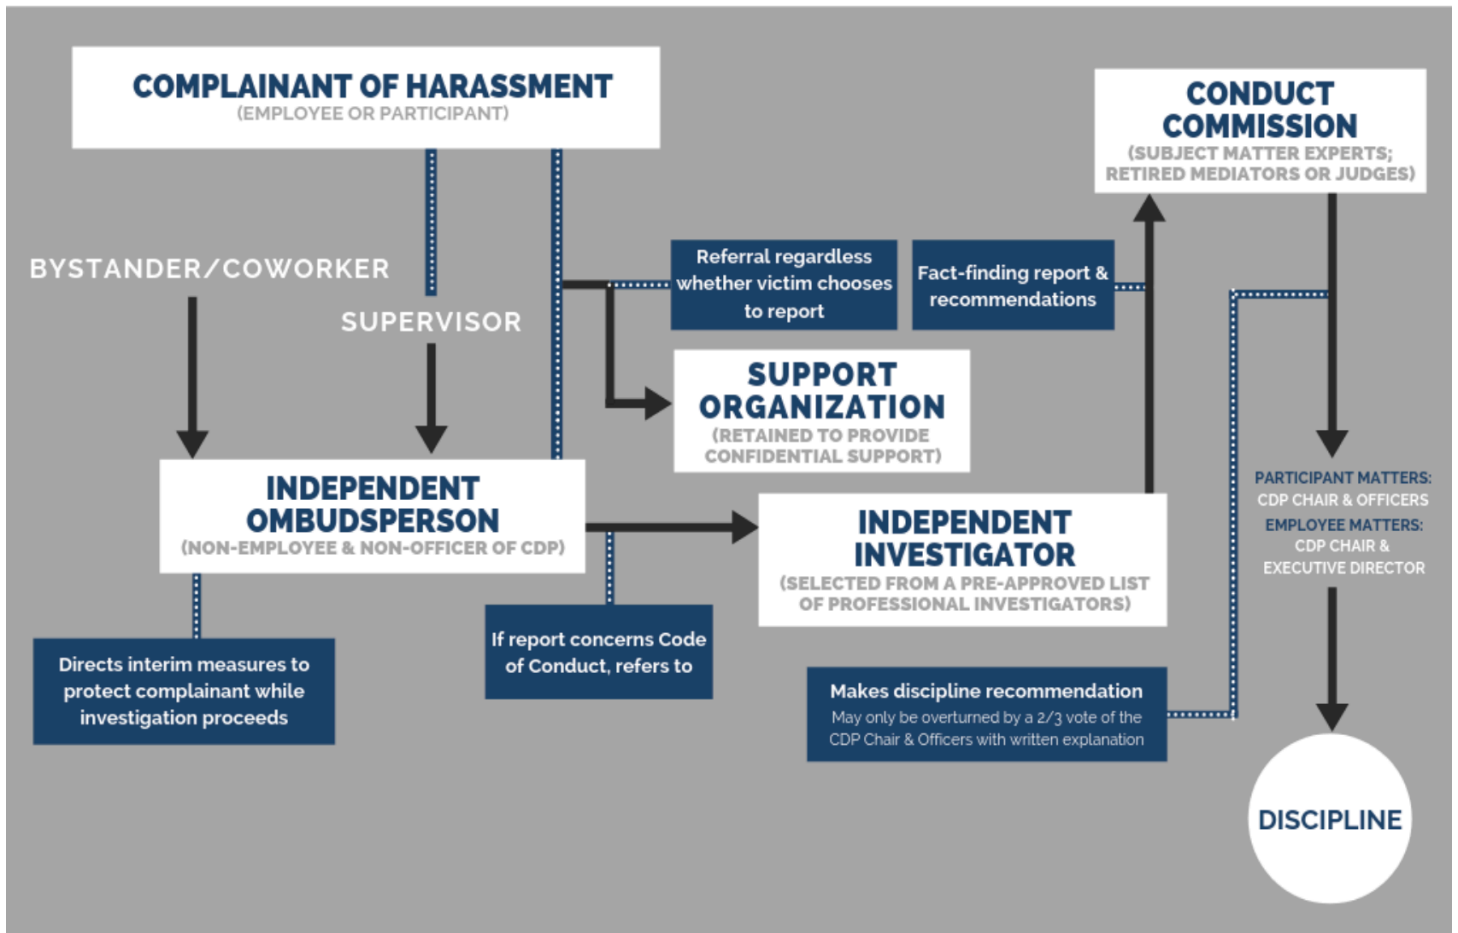 COMPLAINANT OF HARASSMENT
(EMPLOYEE OR PARTICIPANT)
CONDUCT
COMMISSION
(SUBJECT MATTER EXPERTS;
RETIRED MEDIATORS OR JUDGES)
BYSTANDER/COWORKER
SUPERVISOR
Referral regardless
whether victim chooses
to report
Fact-finding report &
recommendations
SUPPORT
ORGANIZATION
(RETAINED TO PROVIDE
CONFIDENTIAL SUPPORT)
INDEPENDENT
OMBUDSPERSON
(NON-EMPLOYEE & NON-OFFICER OF CDP)
INDEPENDENT
INVESTIGATOR
(SELECTED FROM A PRE-APPROVED LIST
OF PROFESSIONAL INVESTIGATORS)
PARTICIPANT MATTERS:
CDP CHAIR & OFFICERS
EMPLOYEE MATTERS:
CDP CHAIR &
EXECUTIVE DIRECTOR
Directs interim measures to
protect complainant while
investigation proceeds
If report concerns Code
of Conduct, refers to
Makes discipline recommendation
May only be overturned by a 2/3 vote of the
CDP Chair & Officers with written explanation
DISCIPLINE